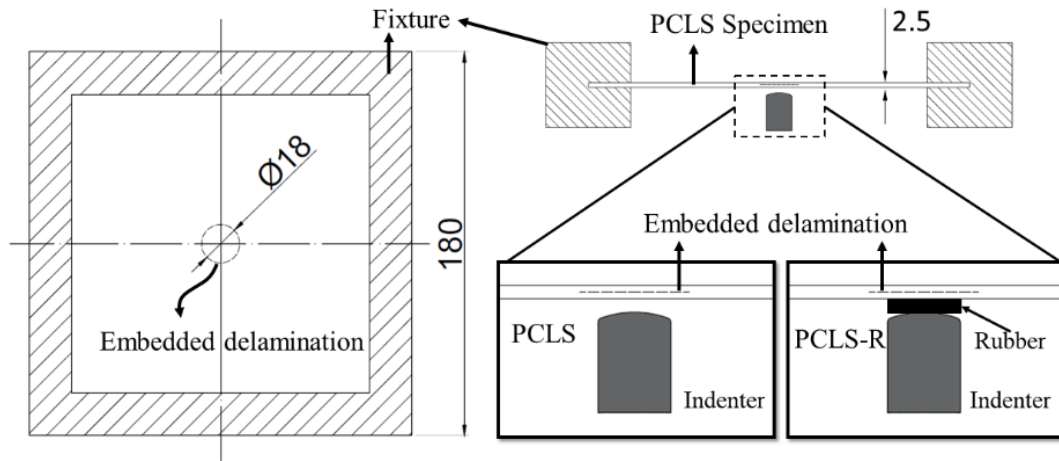 Fixture
PCLS Specimen
2.5
Ø18
180
Embedded delamination
Embedded delamination
PCLS
Indenter
PCLS-R
Rubber
Indenter